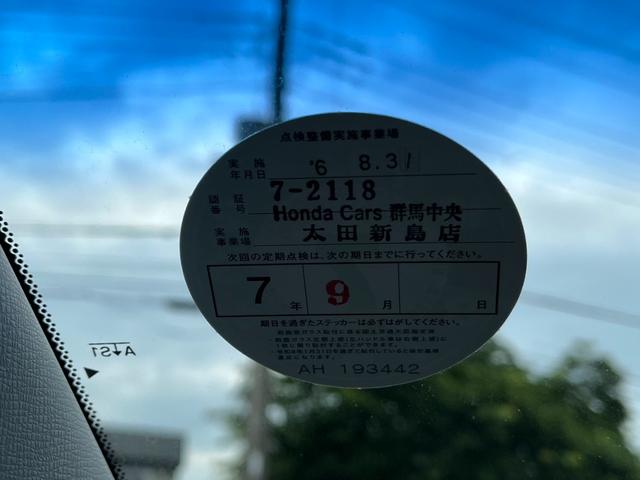 点検整備実施事業場
実施年月日 '6 8.31
認証番号 7-2118
Honda Cars 群馬中央
実施事業場 太田新島店
次回の定期点検は、次の期日までに行ってください。
7 年 9 月 日
期日を過ぎたステッカーは必ずはがしてください。
AH 193442
A↓S1